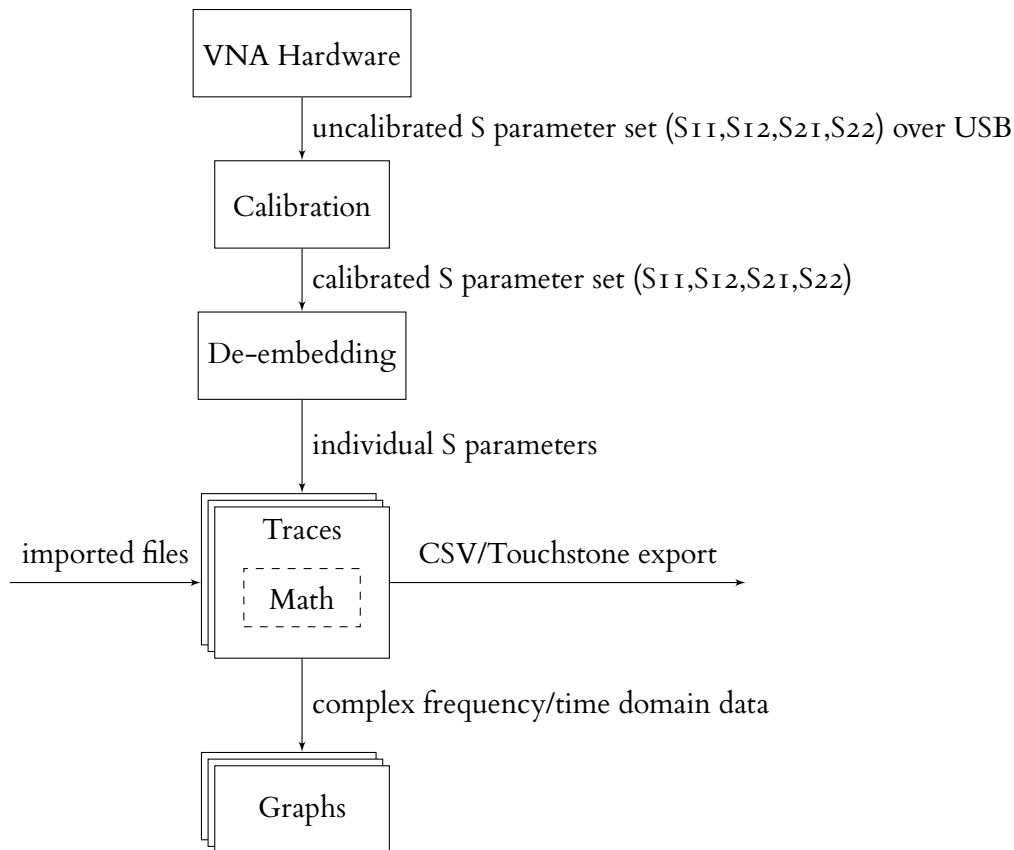 VNA Hardware
uncalibrated S parameter set (S11,S12,S21,S22) over USB
Calibration
calibrated S parameter set (S11,S12,S21,S22)
De-embedding
individual S parameters
imported files
Traces
Math
CSV/Touchstone export
complex frequency/time domain data
Graphs